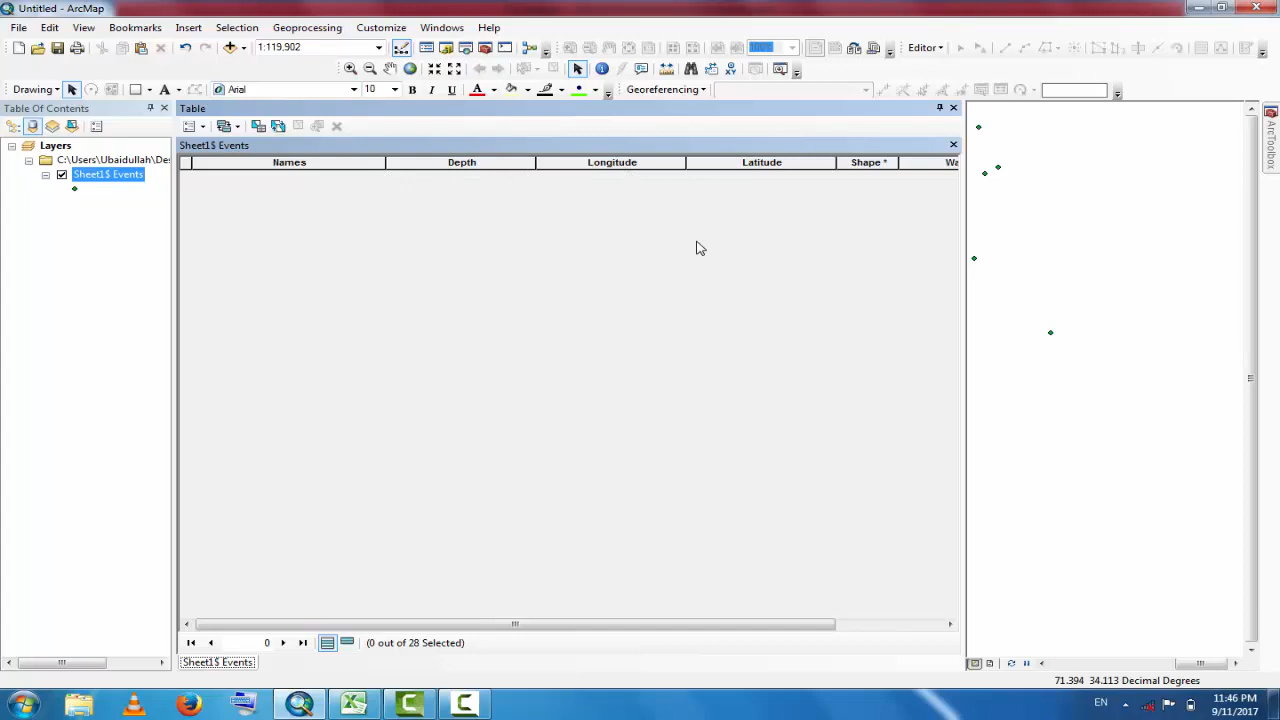 Untitled - ArcMap
File Edit View Bookmarks Insert Selection Geoprocessing Customize Windows Help
1:119,902 100% Editor
Drawing A Arial 10 B I U A Georeferencing
Table Of Contents
Table
Layers
C:\Users\Ubaidullah\Des
Sheet1$ Events
Sheet1$ Events
Names Depth Longitude Latitude Shape * Wa
ArcToolbox
0 (0 out of 28 Selected)
Sheet1$ Events
71.394 34.113 Decimal Degrees
EN
11:46 PM
9/11/2017